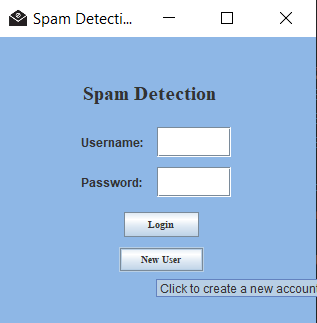 Spam Detecti...
Spam Detection
Username:
Password:
Login
New User
Click to create a new account